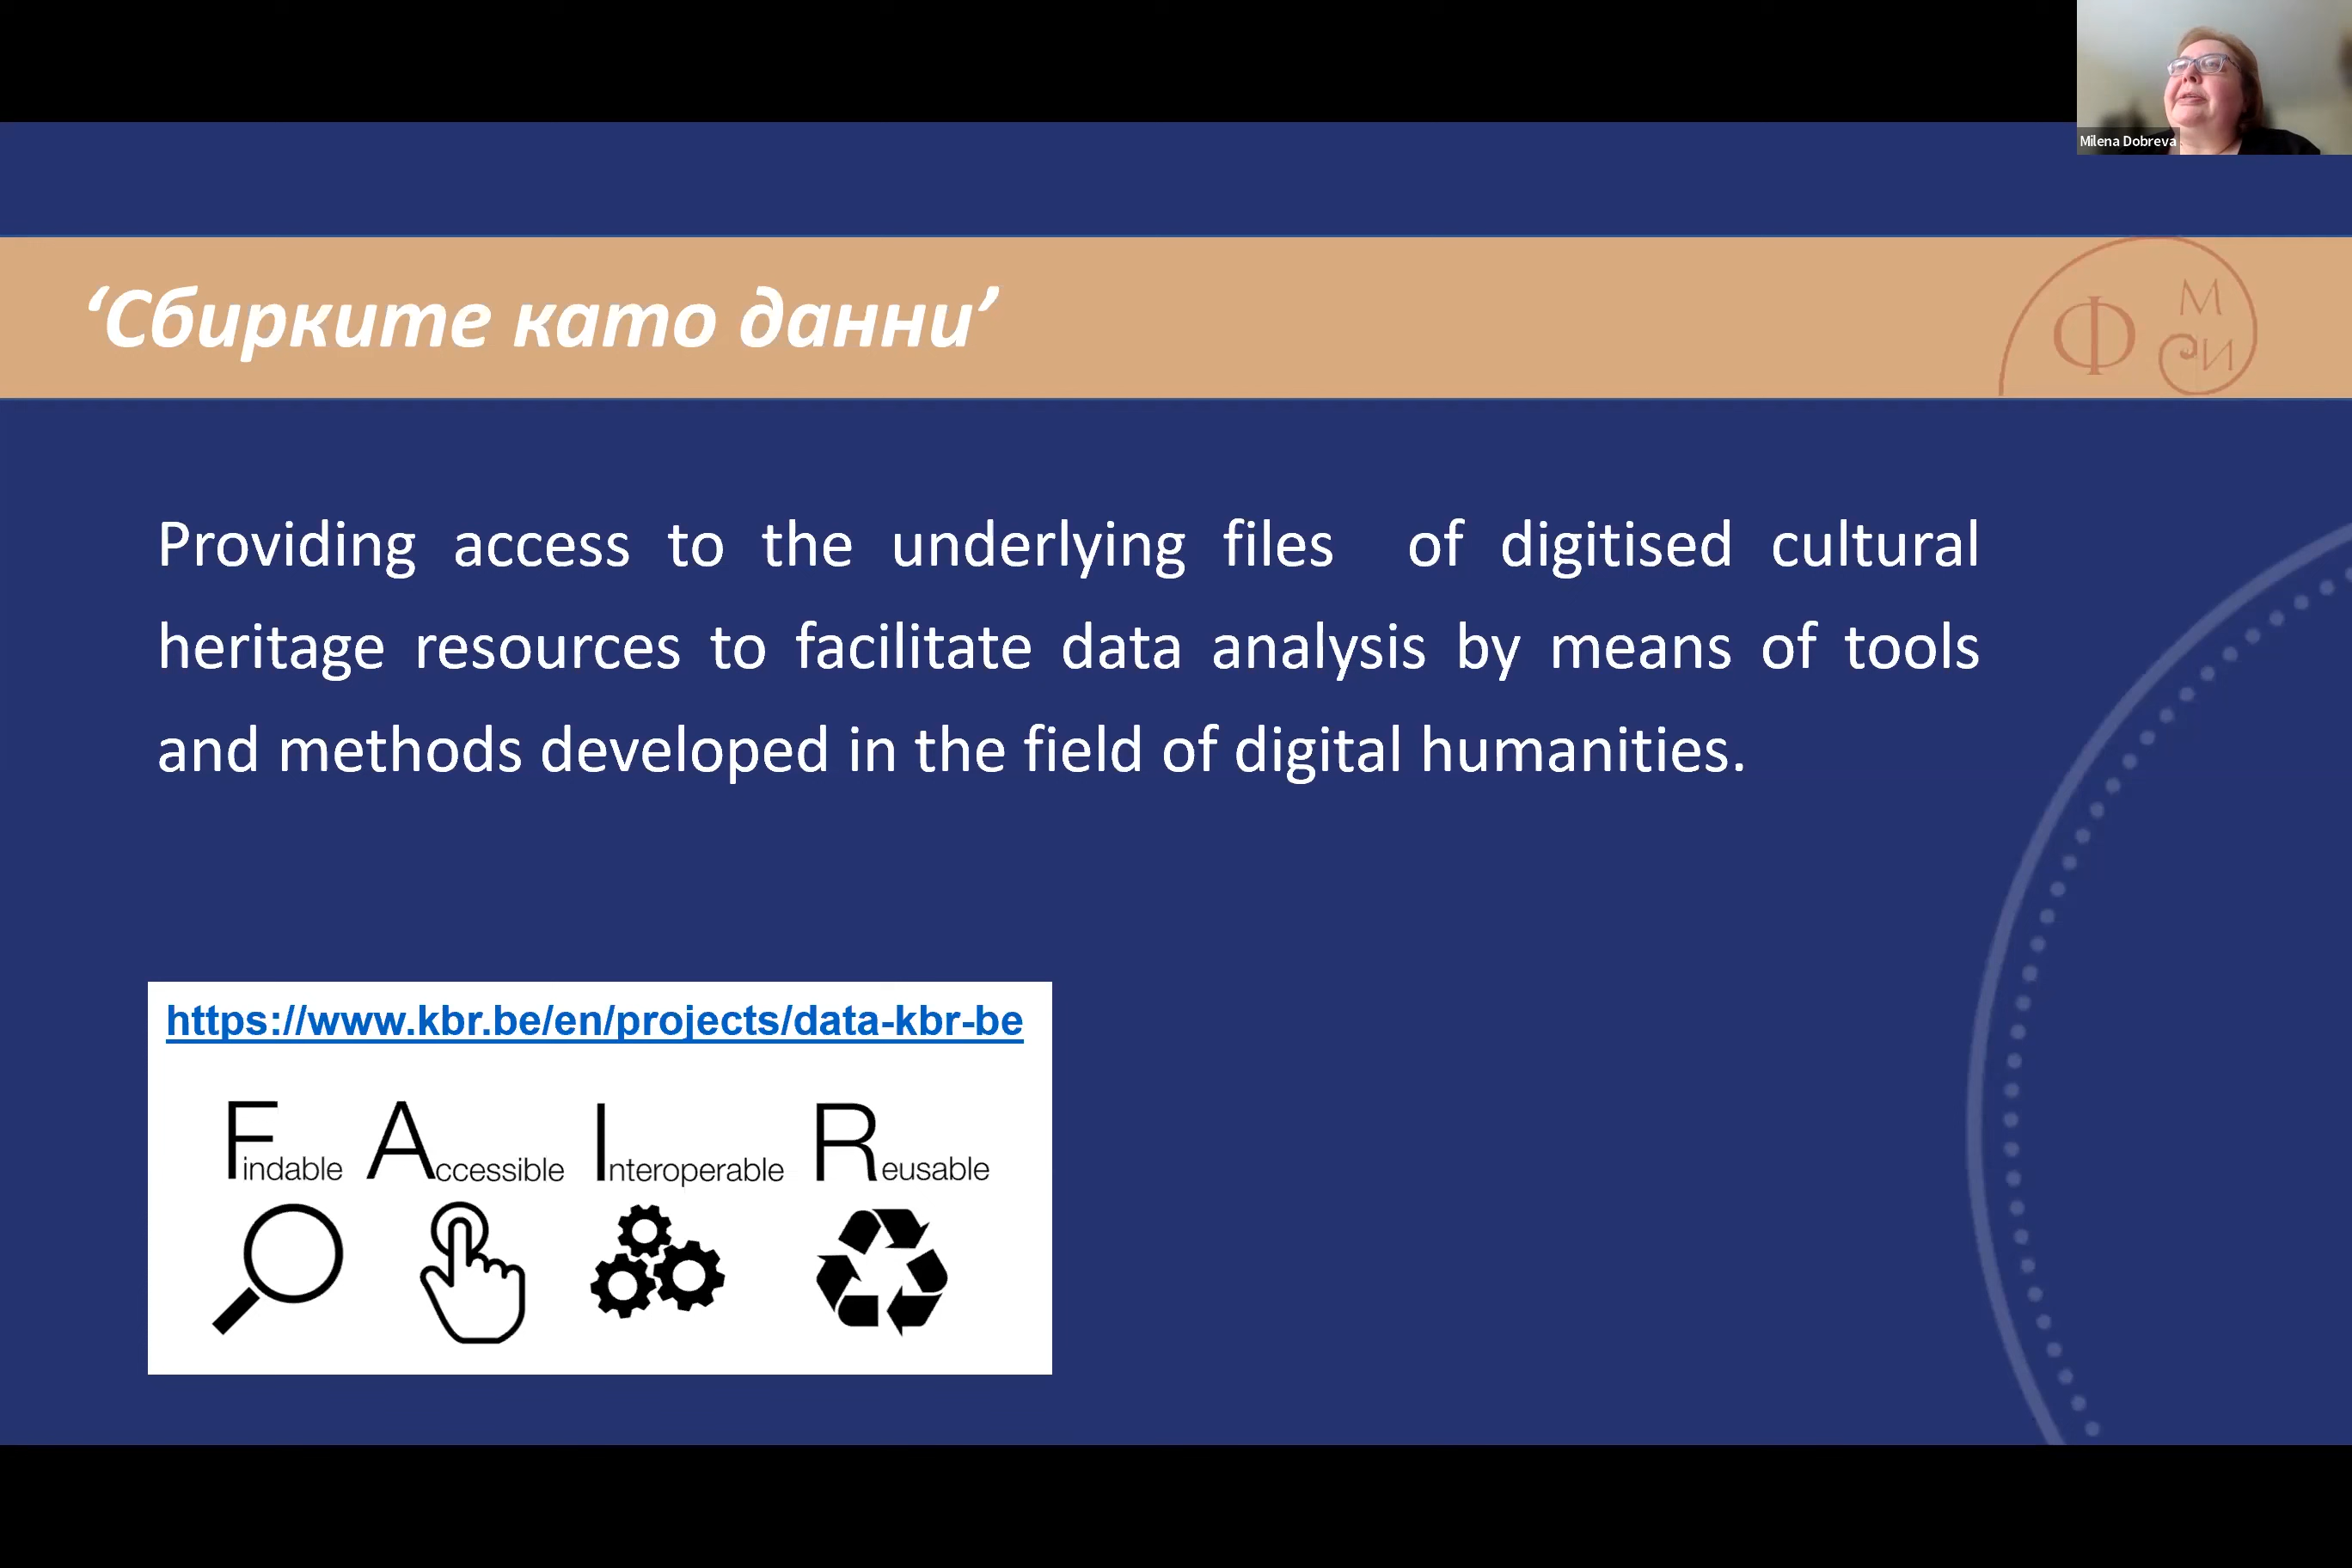 Milena Dobreva
‘Сбирките като данни’
Ф
М
И
Providing access to the underlying files of digitised cultural
heritage resources to facilitate data analysis by means of tools
and methods developed in the field of digital humanities.
https://www.kbr.be/en/projects/data-kbr-be
Findable Accessible Interoperable Reusable